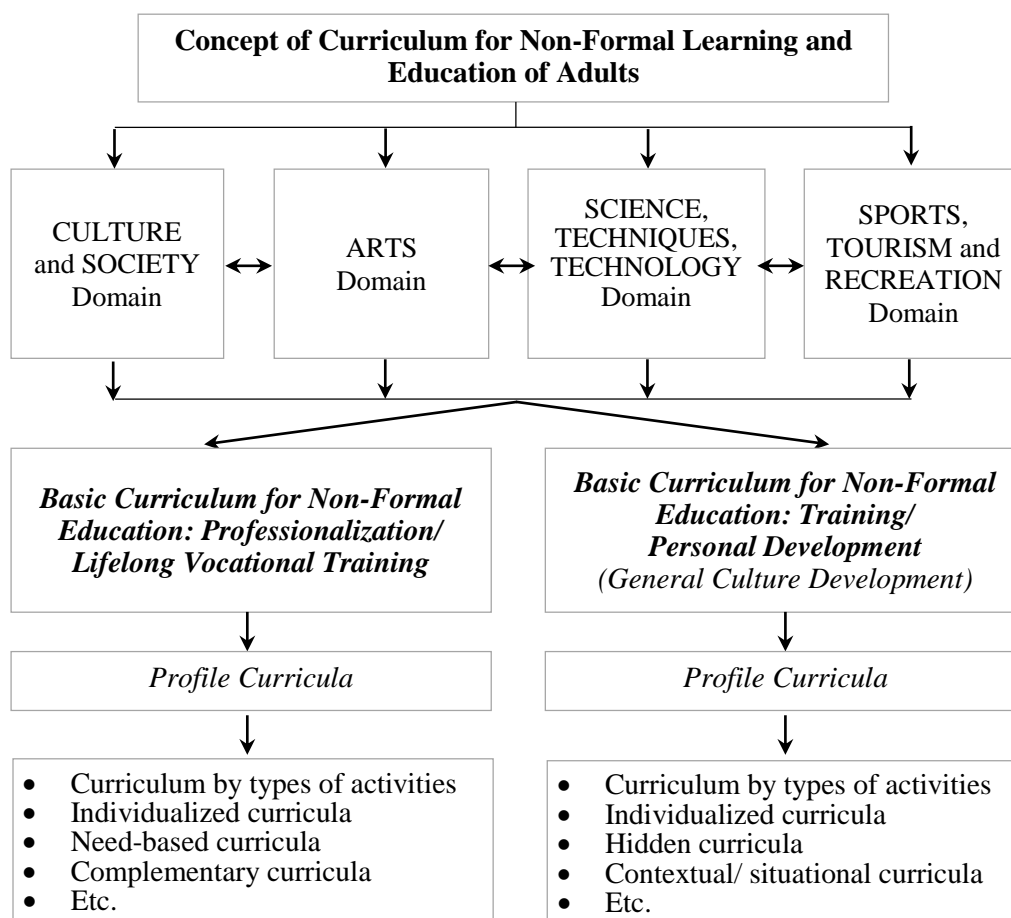 Concept of Curriculum for Non-Formal Learning and
Education of Adults
CULTURE
and SOCIETY
Domain
ARTS
Domain
SCIENCE,
TECHNIQUES,
TECHNOLOGY
Domain
SPORTS,
TOURISM and
RECREATION
Domain
Basic Curriculum for Non-Formal
Education: Professionalization/
Lifelong Vocational Training
Basic Curriculum for Non-Formal
Education: Training/
Personal Development
(General Culture Development)
Profile Curricula
Profile Curricula
• Curriculum by types of activities
• Individualized curricula
• Need-based curricula
• Complementary curricula
• Etc.
• Curriculum by types of activities
• Individualized curricula
• Hidden curricula
• Contextual/ situational curricula
• Etc.